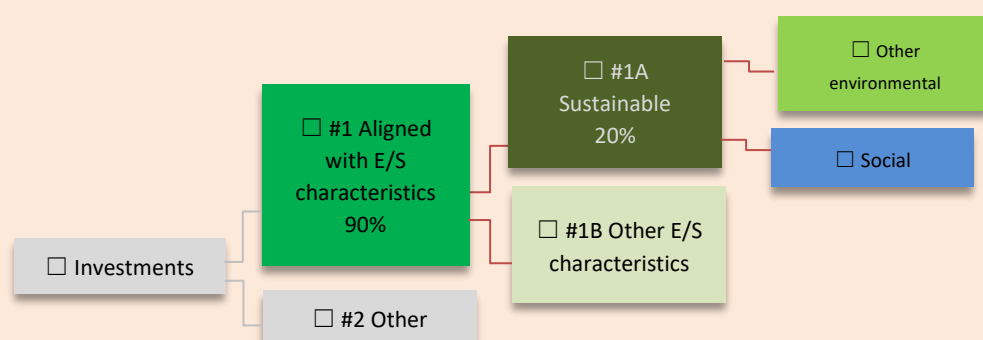 ☐ Investments
☐ #1 Aligned
with E/S
characteristics
90%
☐ #2 Other
☐ #1A
Sustainable
20%
☐ #1B Other E/S
characteristics
☐ Other
environmental
☐ Social